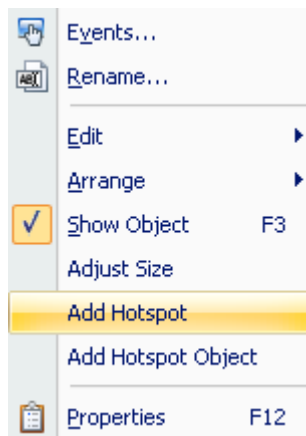 Events...
Rename...
Edit
Arrange
Show Object F3
Adjust Size
Add Hotspot
Add Hotspot Object
Properties F12